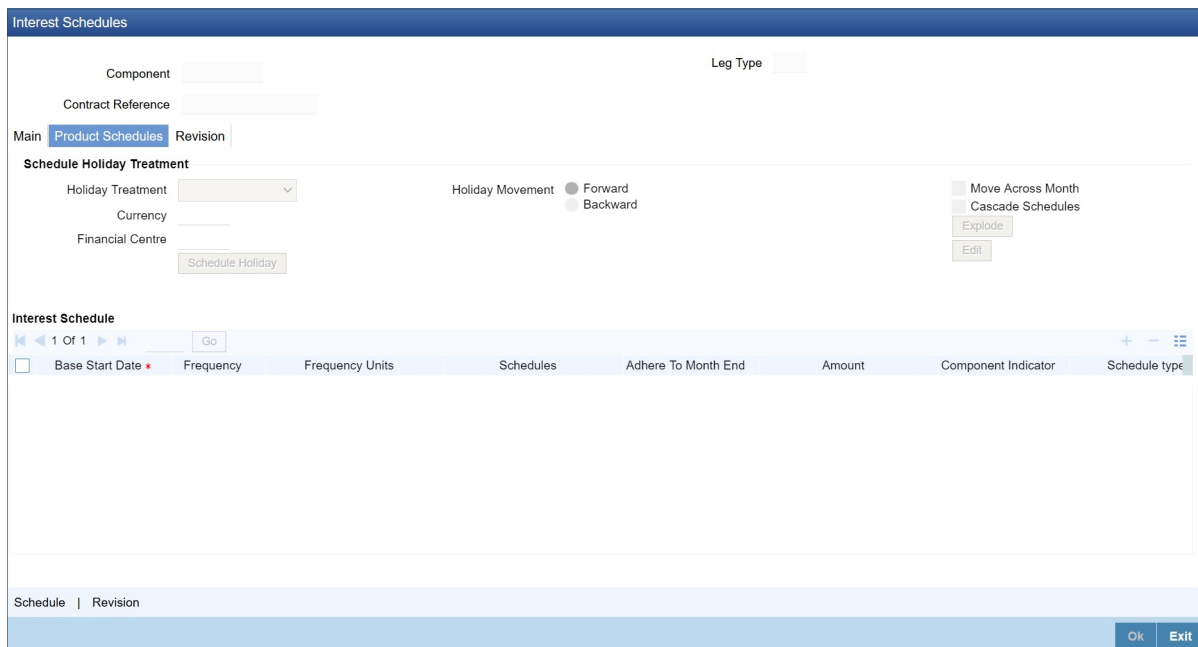 Interest Schedules
Component
Leg Type
Contract Reference
Main Product Schedules Revision
Schedule Holiday Treatment
Holiday Treatment Holiday Movement Forward Move Across Month
Backward Cascade Schedules
Currency
Explode
Financial Centre
Edit
Schedule Holiday
Interest Schedule
1 Of 1 Go
Base Start Date * Frequency Frequency Units Schedules Adhere To Month End Amount Component Indicator Schedule type
Schedule | Revision
Ok Exit